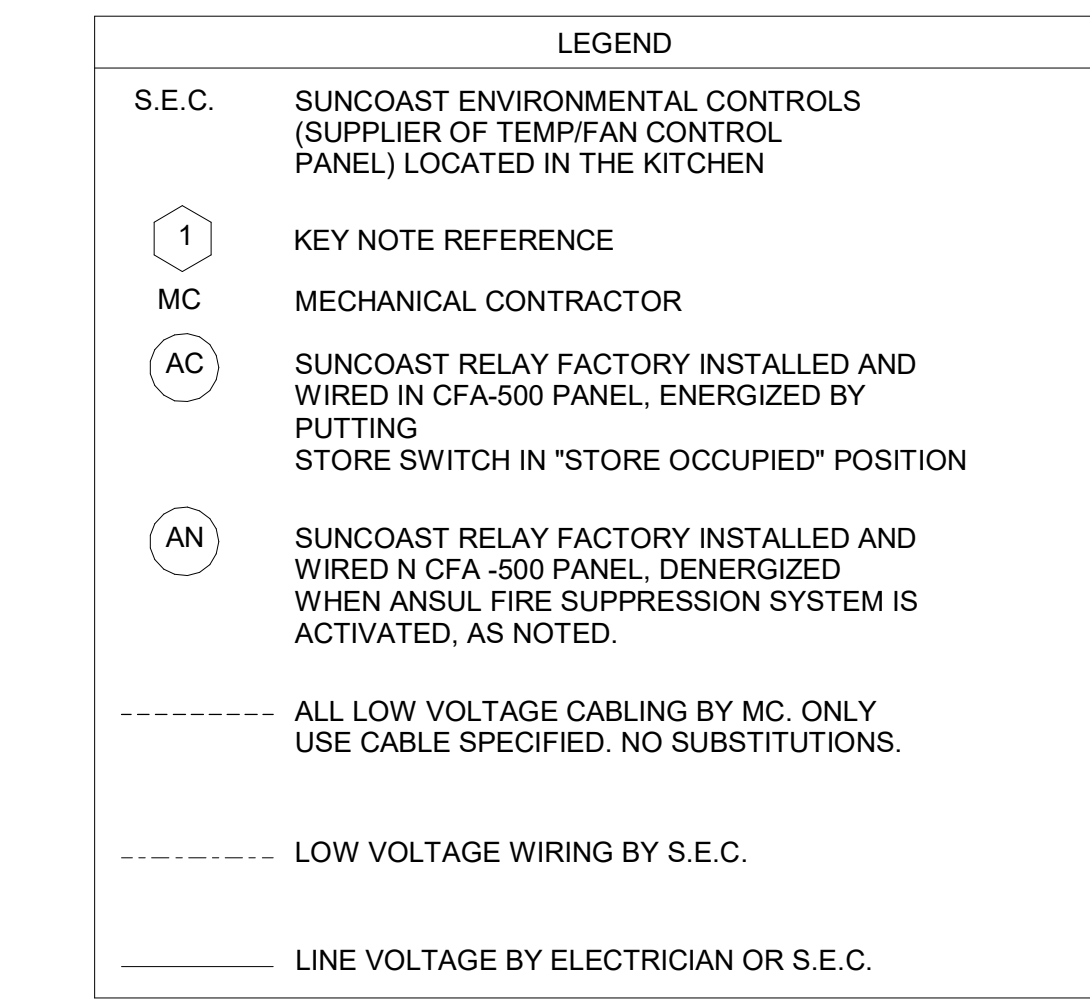 LEGEND
S.E.C. SUNCOAST ENVIRONMENTAL CONTROLS
(SUPPLIER OF TEMP/FAN CONTROL
PANEL) LOCATED IN THE KITCHEN
1 KEY NOTE REFERENCE
MC MECHANICAL CONTRACTOR
AC SUNCOAST RELAY FACTORY INSTALLED AND
WIRED IN CFA-500 PANEL, ENERGIZED BY
PUTTING
STORE SWITCH IN "STORE OCCUPIED" POSITION
AN SUNCOAST RELAY FACTORY INSTALLED AND
WIRED N CFA -500 PANEL, DENERGIZED
WHEN ANSUL FIRE SUPPRESSION SYSTEM IS
ACTIVATED, AS NOTED.
ALL LOW VOLTAGE CABLING BY MC. ONLY
USE CABLE SPECIFIED. NO SUBSTITUTIONS.
LOW VOLTAGE WIRING BY S.E.C.
LINE VOLTAGE BY ELECTRICIAN OR S.E.C.